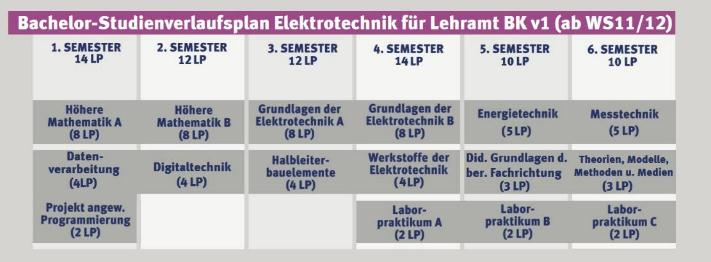 Bachelor-Studienverlaufsplan Elektrotechnik für Lehramt BK v1 (ab WS11/12)
1. SEMESTER
14 LP
2. SEMESTER
12 LP
3. SEMESTER
12 LP
4. SEMESTER
14 LP
5. SEMESTER
10 LP
6. SEMESTER
10 LP
Höhere
Mathematik A
(8 LP)
Höhere
Mathematik B
(8 LP)
Grundlagen der
Elektrotechnik A
(8 LP)
Grundlagen der
Elektrotechnik B
(8 LP)
Energietechnik
(5 LP)
Messtechnik
(5 LP)
Daten-
verarbeitung
(4LP)
Digitaltechnik
(4 LP)
Halbleiter-
bauelemente
(4 LP)
Werkstoffe der
Elektrotechnik
(4LP)
Did. Grundlagen d.
ber. Fachrichtung
(3 LP)
Theorien, Modelle,
Methoden u. Medien
(3 LP)
Projekt angew.
Programmierung
(2 LP)
Labor-
praktikum A
(2 LP)
Labor-
praktikum B
(2 LP)
Labor-
praktikum C
(2 LP)